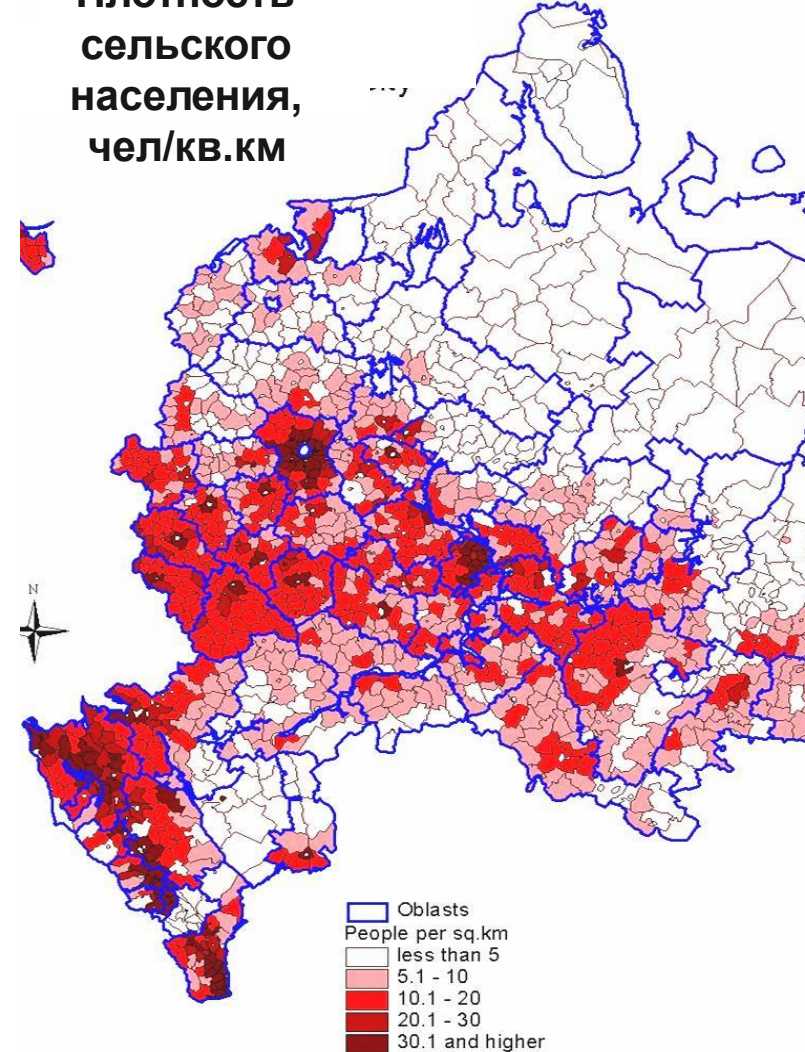 Плотность
сельского
населения,
чел/кв.км
N
Oblasts
People per sq.km
less than 5
5.1 - 10
10.1 - 20
20.1 - 30
30.1 and higher